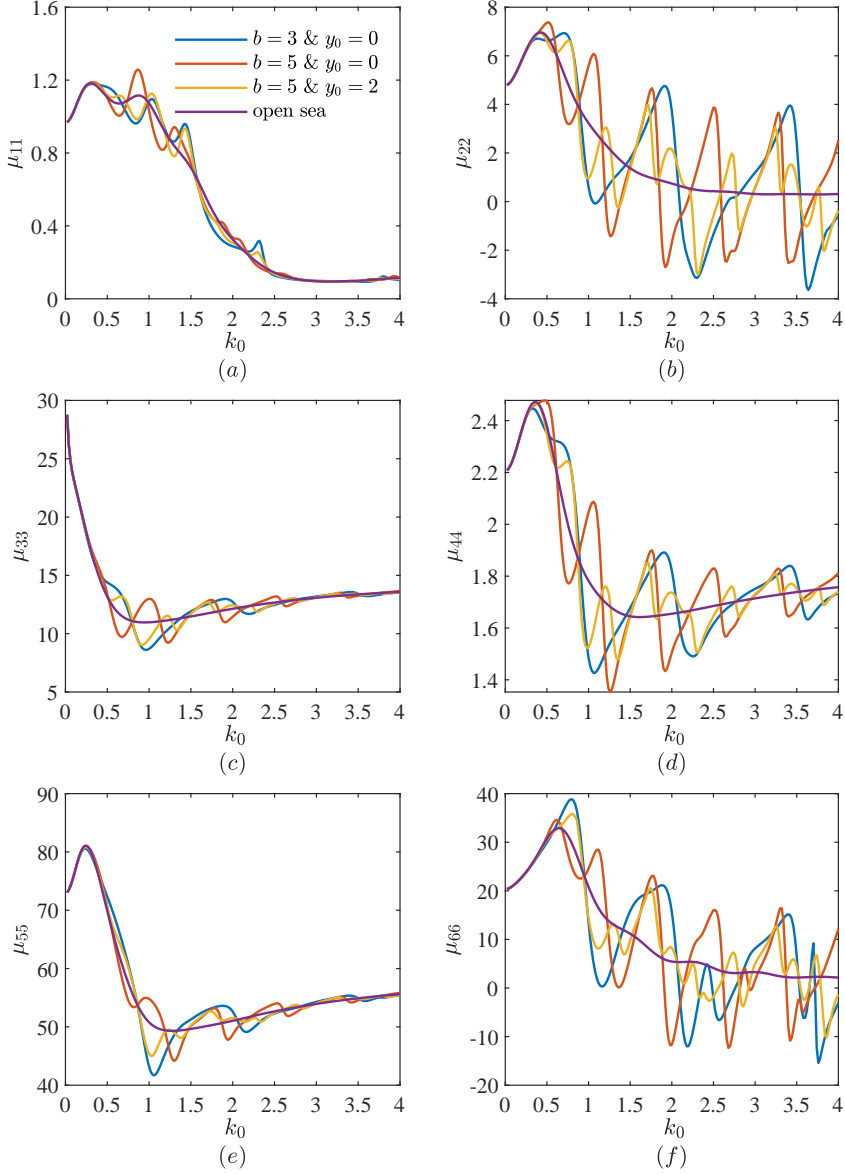 1.6
1.2
0.8
0.4
0
μ11
b = 3 & y0 = 0
b = 5 & y0 = 0
b = 5 & y0 = 2
open sea
0 0.5 1 1.5 2 2.5 3 3.5 4
k0
(a)
8
6
4
2
0
-2
-4
μ22
0 0.5 1 1.5 2 2.5 3 3.5 4
k0
(b)
30
25
20
15
10
5
μ33
0 0.5 1 1.5 2 2.5 3 3.5 4
k0
(c)
2.4
2.2
2
1.8
1.6
1.4
μ44
0 0.5 1 1.5 2 2.5 3 3.5 4
k0
(d)
90
80
70
60
50
40
μ55
0 0.5 1 1.5 2 2.5 3 3.5 4
k0
(e)
40
30
20
10
0
-10
-20
μ66
0 0.5 1 1.5 2 2.5 3 3.5 4
k0
(f)